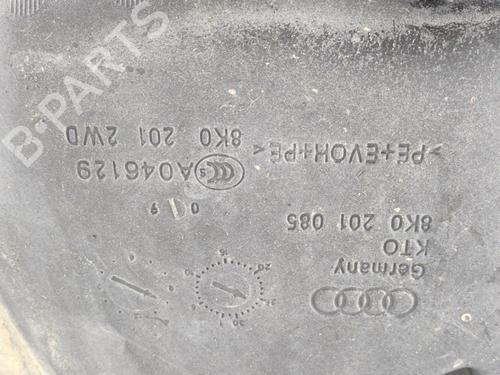 B-PARTS
Germany
KTO
8K0 201 085
>PE+EVOH+PE<
S
A046129
8K0 201 2WD